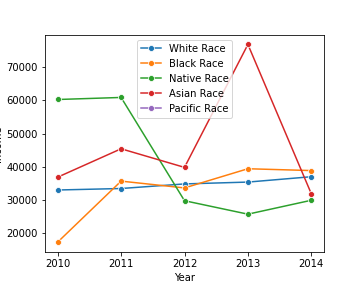 White Race
Black Race
Native Race
Asian Race
Pacific Race
70000
60000
50000
40000
30000
20000
2010
2011
2012
2013
2014
Year